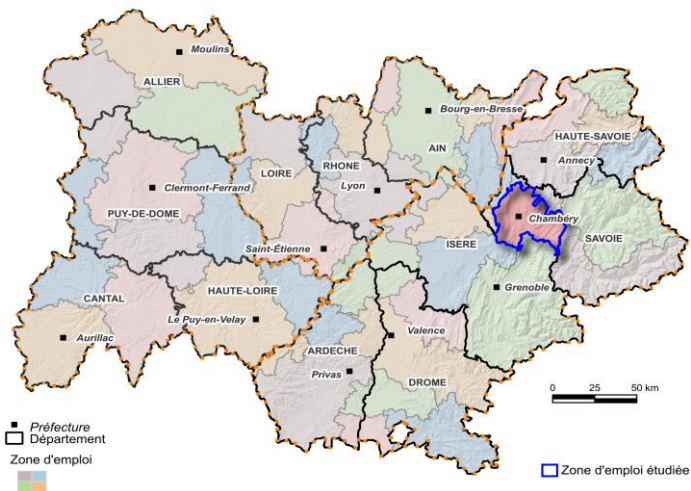 Moulins
ALLIER
Bourg-en-Bresse
HAUTE-SAVOIE
AIN
Annecy
RHONE
LOIRE
Clermont-Ferrand
Lyon
PUY-DE-DOME
Chambéry
SAVOIE
Saint-Étienne
ISERE
HAUTE-LOIRE
Grenoble
CANTAL
Le Puy-en-Velay
Valence
Aurillac
ARDECHE
Privas
DROME
0 25 50 km
Préfecture
Département
Zone d'emploi
Zone d'emploi étudiée